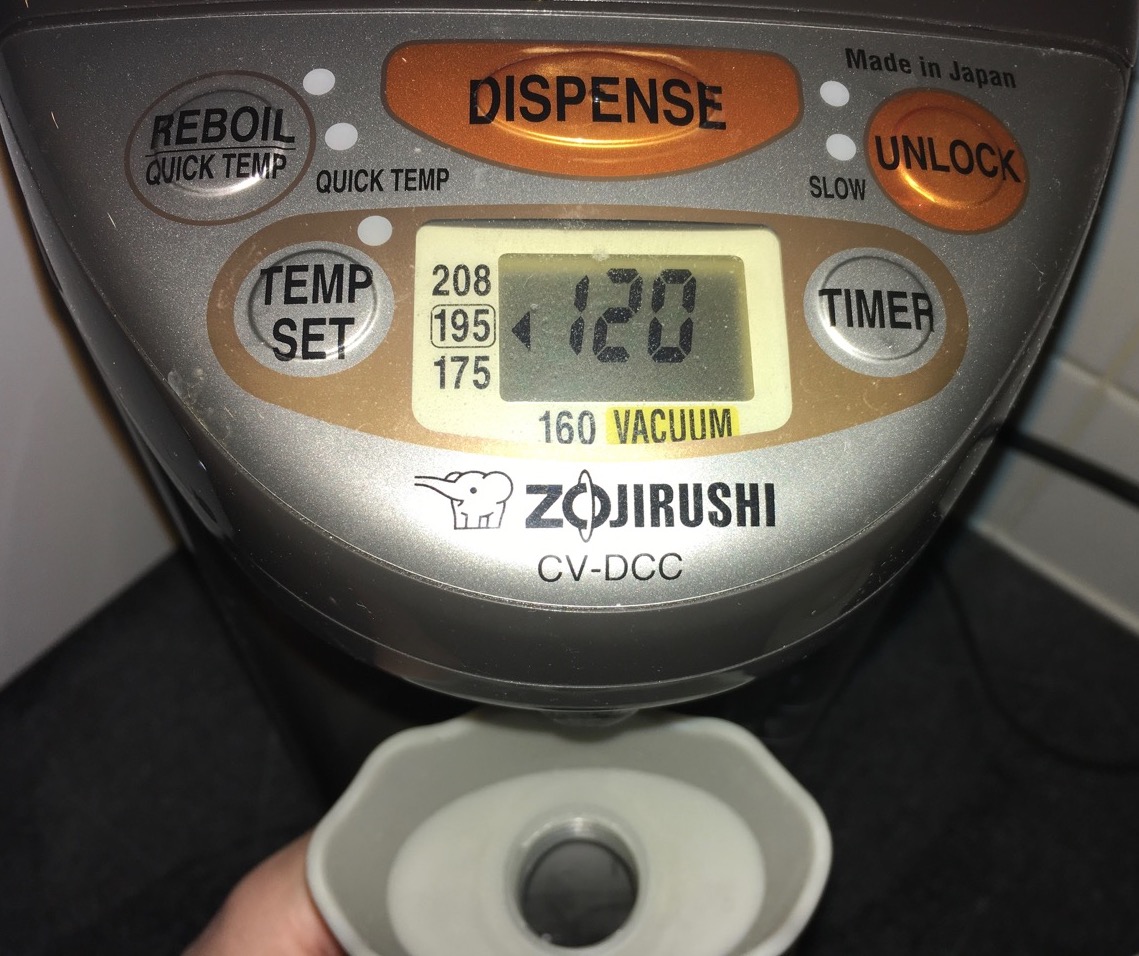 Made in Japan
DISPENSE
REBOIL
QUICK TEMP
QUICK TEMP
UNLOCK
SLOW
TEMP
SET
208
195
175
120
TIMER
160 VACUUM
ZOJIRUSHI
CV-DCC